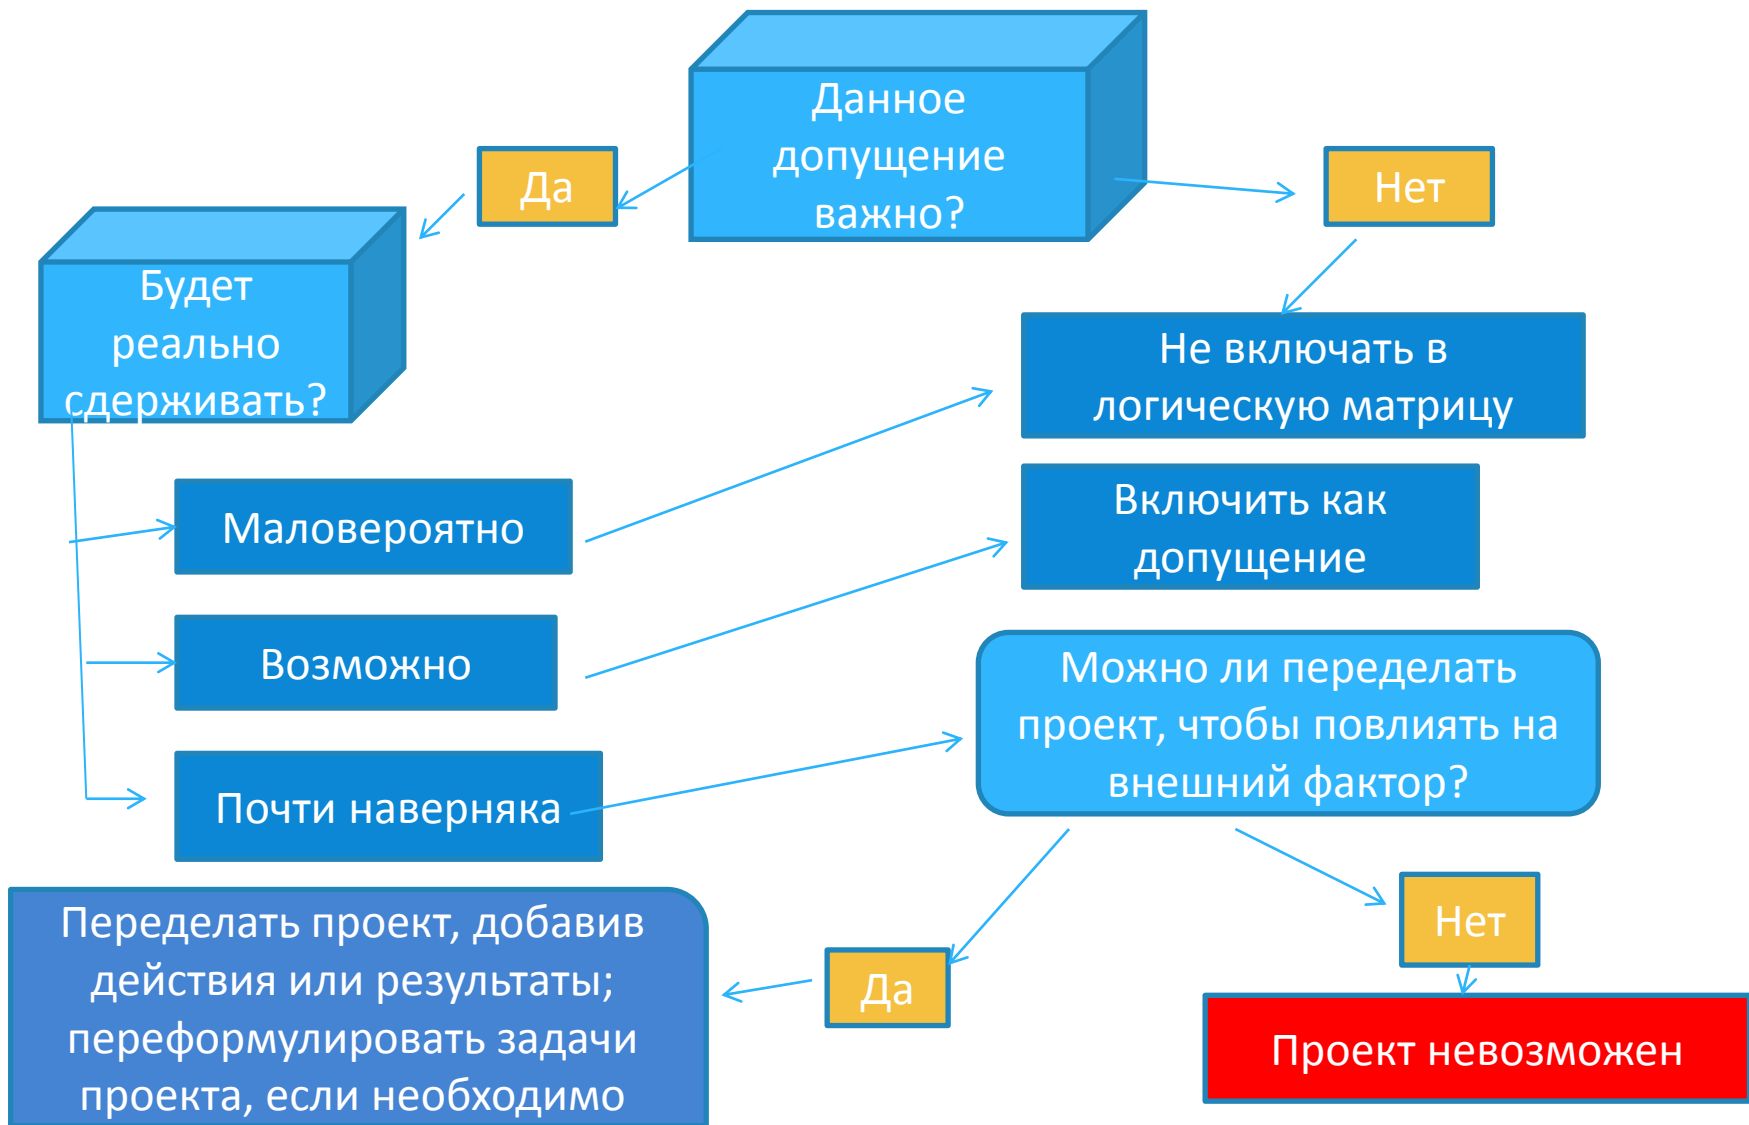 Данное
допущение
важно?
Да
Нет
Будет
реально
сдерживать?
Не включать в
логическую матрицу
Маловероятно
Включить как
допущение
Возможно
Можно ли переделать
проект, чтобы повлиять на
внешний фактор?
Почти наверняка
Переделать проект, добавив
действия или результаты;
переформулировать задачи
проекта, если необходимо
Да
Нет
Проект невозможен